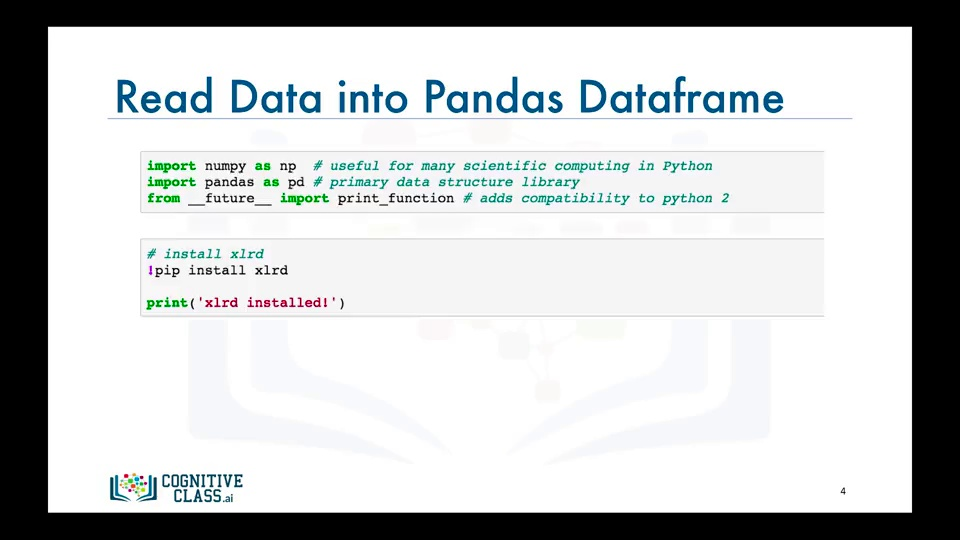 Read Data into Pandas Dataframe
import numpy as np  # useful for many scientific computing in Python
import pandas as pd # primary data structure library
from __future__ import print_function # adds compatibility to python 2
# install xlrd
!pip install xlrd
print('xlrd installed!')
COGNITIVE
CLASS.ai
4